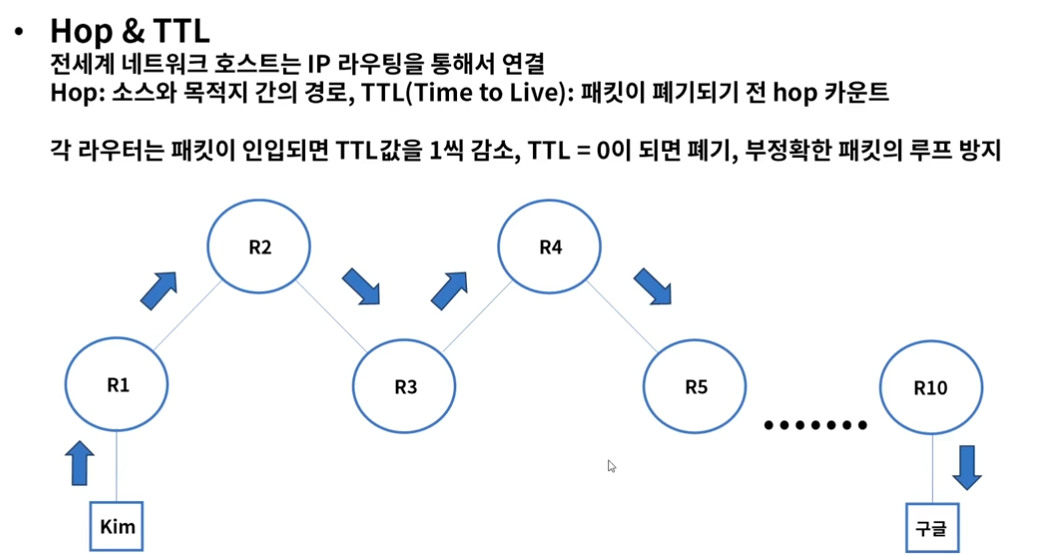 • Hop & TTL
전세계 네트워크 호스트는 IP 라우팅을 통해서 연결
Hop: 소스와 목적지 간의 경로, TTL(Time to Live): 패킷이 폐기되기 전 hop 카운트
각 라우터는 패킷이 인입되면 TTL값을 1씩 감소, TTL = 0이 되면 폐기, 부정확한 패킷의 루프 방지
R2
R4
R1
R3
R5
R10
Kim
구글